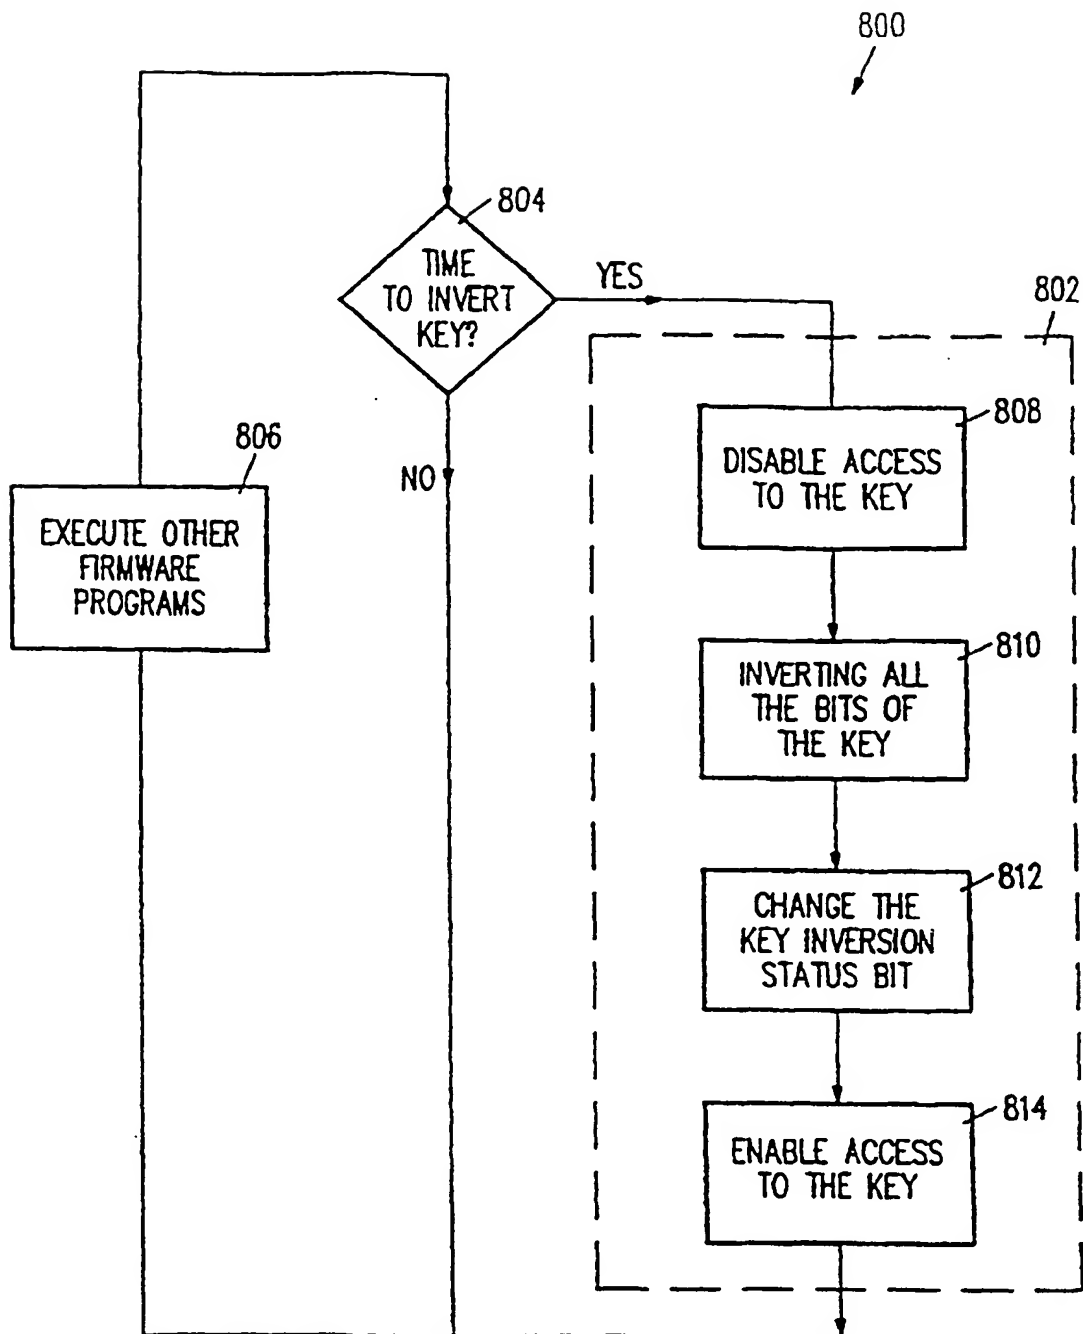 800
804
TIME
TO INVERT
KEY?
YES
802
808
DISABLE ACCESS
TO THE KEY
806
NO
EXECUTE OTHER
FIRMWARE
PROGRAMS
810
INVERTING ALL
THE BITS OF
THE KEY
812
CHANGE THE
KEY INVERSION
STATUS BIT
814
ENABLE ACCESS
TO THE KEY